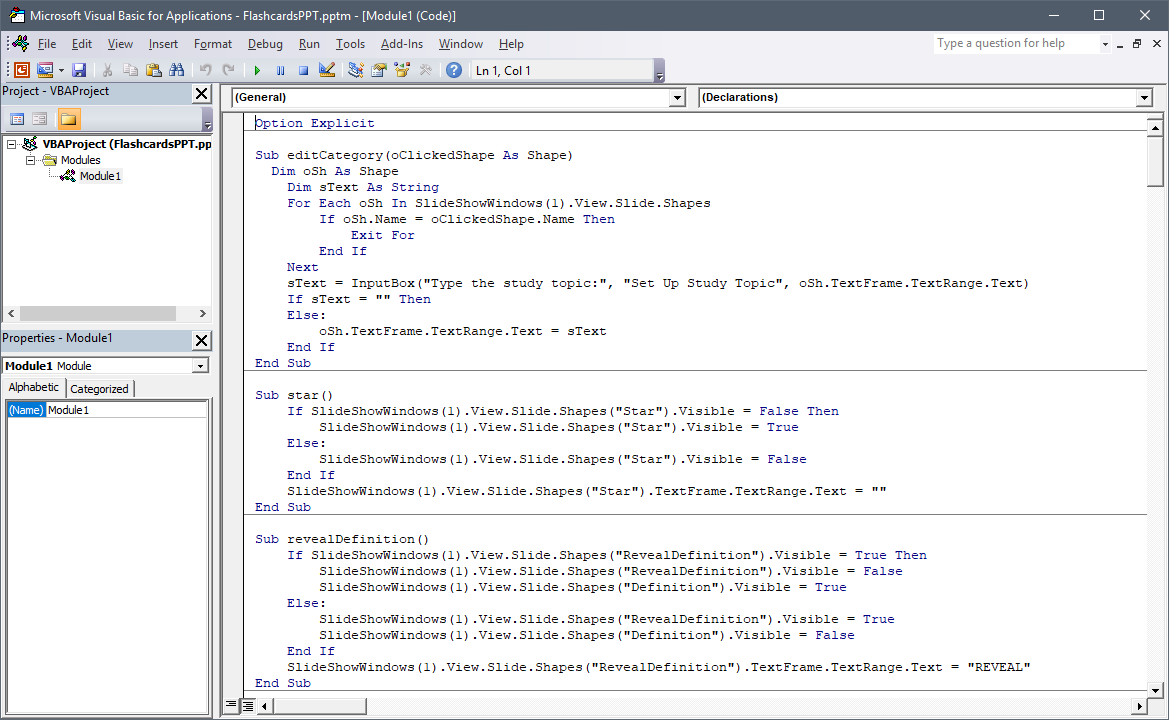 Microsoft Visual Basic for Applications - FlashcardsPPT.pptm - [Module1 (Code)]
File Edit View Insert Format Debug Run Tools Add-Ins Window Help
Type a question for help
Ln 1, Col 1
Project - VBAProject
VBAProject (FlashcardsPPT.pp
Modules
Module1
Properties - Module1
Module1 Module
Alphabetic Categorized
(Name) Module1
(General) (Declarations)
Option Explicit
Sub editCategory(oClickedShape As Shape)
Dim oSh As Shape
Dim sText As String
For Each oSh In SlideShowWindows(1).View.Slide.Shapes
If oSh.Name = oClickedShape.Name Then
Exit For
End If
Next
sText = InputBox("Type the study topic:", "Set Up Study Topic", oSh.TextFrame.TextRange.Text)
If sText = "" Then
Else:
oSh.TextFrame.TextRange.Text = sText
End If
End Sub
Sub star()
If SlideShowWindows(1).View.Slide.Shapes("Star").Visible = False Then
SlideShowWindows(1).View.Slide.Shapes("Star").Visible = True
Else:
SlideShowWindows(1).View.Slide.Shapes("Star").Visible = False
End If
SlideShowWindows(1).View.Slide.Shapes("Star").TextFrame.TextRange.Text = ""
End Sub
Sub revealDefinition()
If SlideShowWindows(1).View.Slide.Shapes("RevealDefinition").Visible = True Then
SlideShowWindows(1).View.Slide.Shapes("RevealDefinition").Visible = False
SlideShowWindows(1).View.Slide.Shapes("Definition").Visible = True
Else:
SlideShowWindows(1).View.Slide.Shapes("RevealDefinition").Visible = True
SlideShowWindows(1).View.Slide.Shapes("Definition").Visible = False
End If
SlideShowWindows(1).View.Slide.Shapes("RevealDefinition").TextFrame.TextRange.Text = "REVEAL"
End Sub